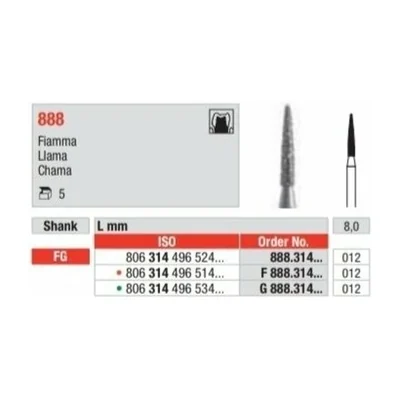 888
Fiamma
Llama
Chama
5
Shank L mm 8,0
ISO Order No.
FG 806 314 496 524... 888.314... 012
806 314 496 514... F 888.314... 012
806 314 496 534... G 888.314... 012